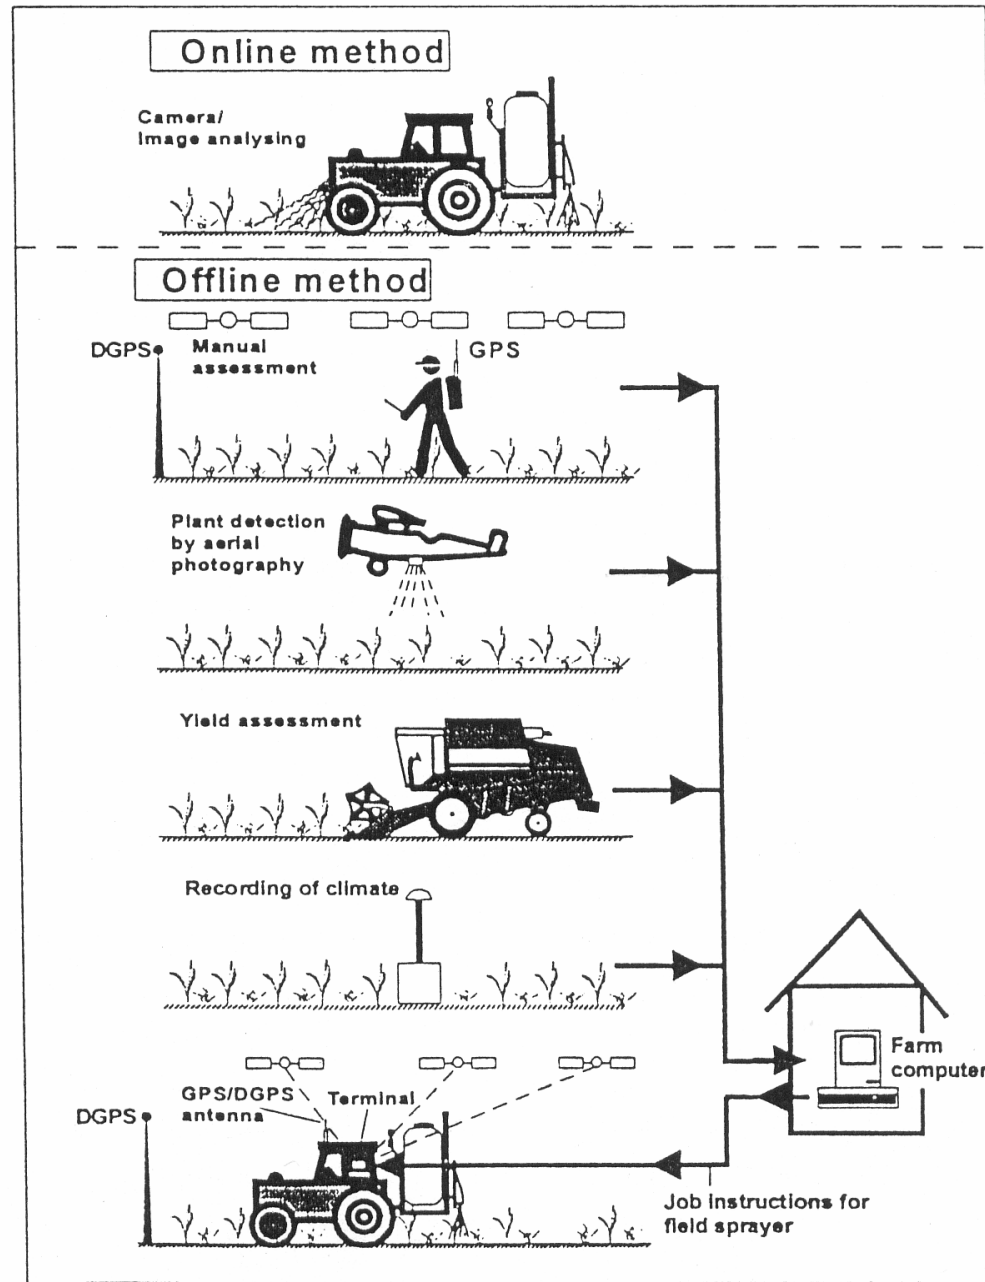 Online method
Camera/
Image analysing
Offline method
DGPS
Manual
assessment
GPS
Plant detection
by aerial
photography
Yield assessment
Recording of climate
Farm
computer
GPS/DGPS
antenna
Terminal
DGPS
Job instructions for
field sprayer